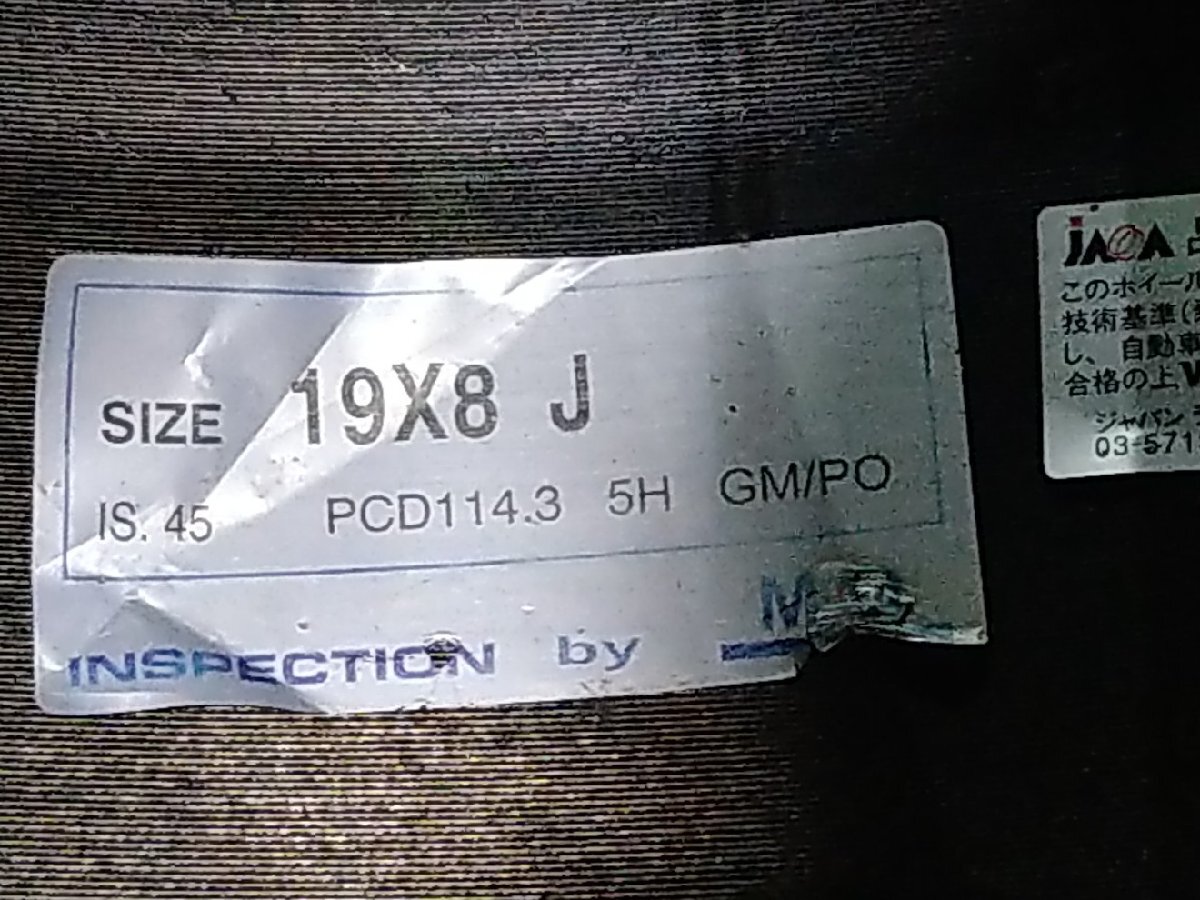 SIZE 19X8 J
IS. 45 PCD114.3 5H GM/PO
INSPECTION by
JAWA
このホイール
技術基準
し、自動車
合格の上
ジャパン
03-571